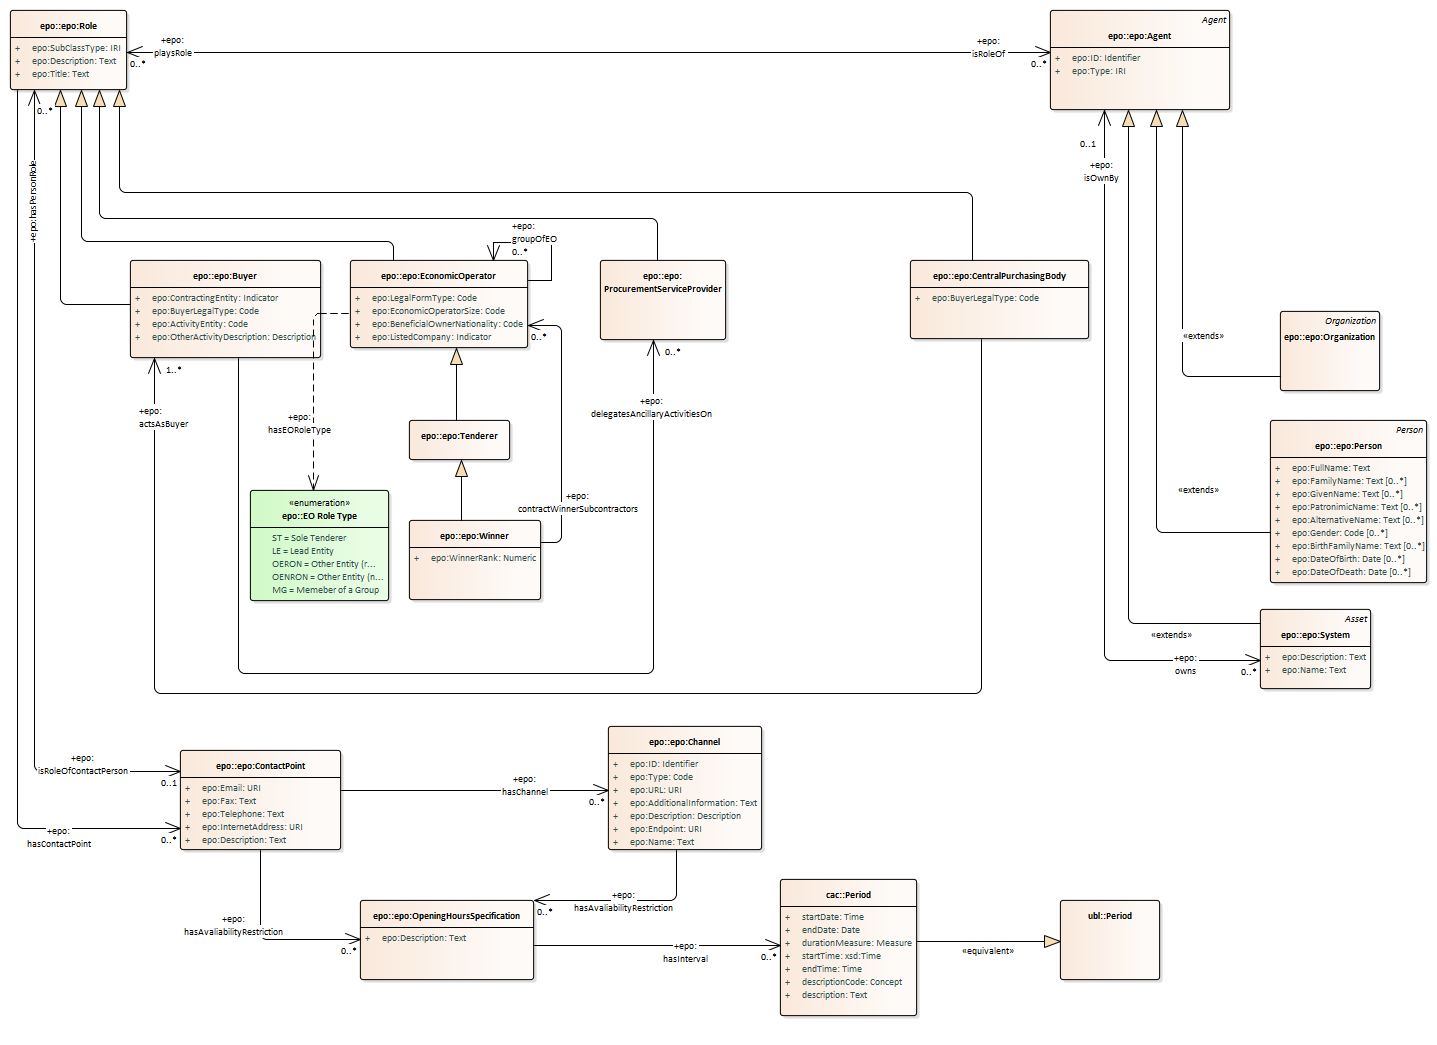 epo::epo:Role
+ epo:SubClassType: IRI
+ epo:Description: Text
+ epo:Title: Text
+epo:
playsRole
0..*
+epo:
isRoleOf
0..*
Agent
epo::epo:Agent
+ epo:ID: Identifier
+ epo:Type: IRI
0..*
+epo:hasPersonRole
0..1
+epo:
isOwnBy
+epo:
groupOfEO
0..*
epo::epo:Buyer
+ epo:ContractingEntity: Indicator
+ epo:BuyerLegalType: Code
+ epo:ActivityEntity: Code
+ epo:OtherActivityDescription: Description
epo::epo:EconomicOperator
+ epo:LegalFormType: Code
+ epo:EconomicOperatorSize: Code
+ epo:BeneficialOwnerNationality: Code
+ epo:ListedCompany: Indicator
0..*
epo::epo:
ProcurementServiceProvider
0..*
epo::epo:CentralPurchasingBody
+ epo:BuyerLegalType: Code
Organization
epo::epo:Organization
«extends»
1..*
+epo:
actsAsBuyer
+epo:
hasEORoleType
+epo:
delegatesAncillaryActivitiesOn
epo::epo:Tenderer
Person
epo::epo:Person
+ epo:FullName: Text
+ epo:FamilyName: Text [0..*]
+ epo:GivenName: Text [0..*]
+ epo:PatronimicName: Text [0..*]
+ epo:AlternativeName: Text [0..*]
+ epo:Gender: Code [0..*]
+ epo:BirthFamilyName: Text [0..*]
+ epo:DateOfBirth: Date [0..*]
+ epo:DateOfDeath: Date [0..*]
«extends»
«enumeration»
epo::EO Role Type
ST = Sole Tenderer
LE = Lead Entity
OERON = Other Entity (r...
OENRON = Other Entity (n...
MG = Memeber of a Group
+epo:
contractWinnerSubcontractors
epo::epo:Winner
+ epo:WinnerRank: Numeric
Asset
epo::epo:System
+ epo:Description: Text
+ epo:Name: Text
«extends»
+epo:
owns
0..*
+epo:
isRoleOfContactPerson
0..1
+epo:
hasContactPoint
0..*
epo::epo:ContactPoint
+ epo:Email: URI
+ epo:Fax: Text
+ epo:Telephone: Text
+ epo:InternetAddress: URI
+ epo:Description: Text
+epo:
hasChannel
0..*
epo::epo:Channel
+ epo:ID: Identifier
+ epo:Type: Code
+ epo:URL: URI
+ epo:AdditionalInformation: Text
+ epo:Description: Description
+ epo:Endpoint: URI
+ epo:Name: Text
+epo:
hasAvaliabilityRestriction
0..*
+epo:
hasAvaliabilityRestriction
0..*
epo::epo:OpeningHoursSpecification
+ epo:Description: Text
+epo:
hasInterval
0..*
cac::Period
+ startDate: Time
+ endDate: Date
+ durationMeasure: Measure
+ startTime: xsd:Time
+ endTime: Time
+ descriptionCode: Concept
+ description: Text
«equivalent»
ubl::Period